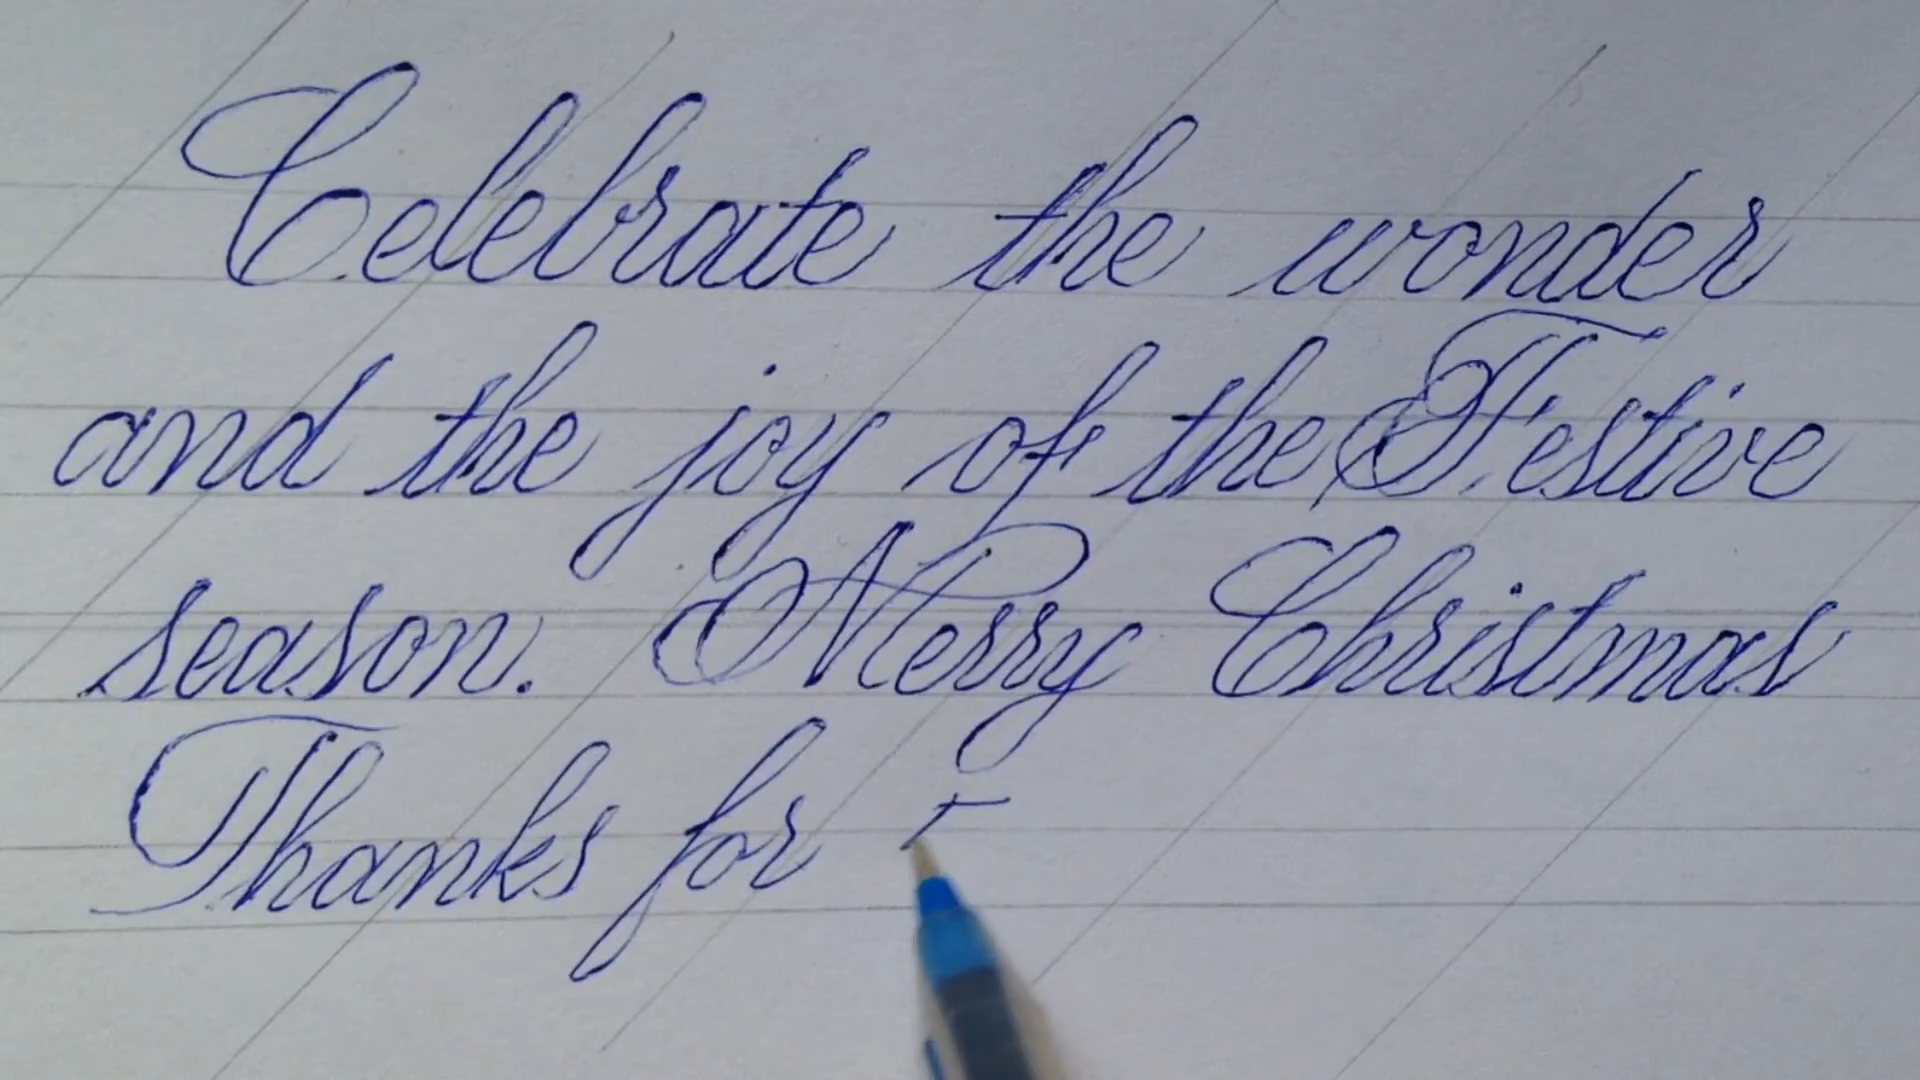 Celebrate the wonder
and the joy of the Festive
season. Merry Christmas
Thanks for